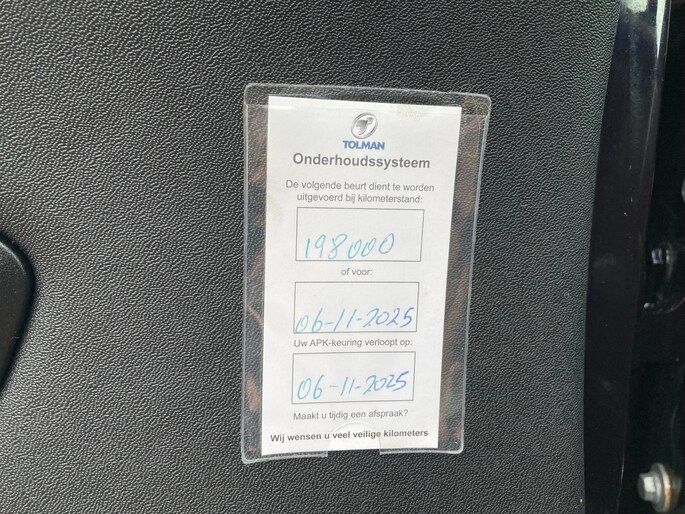 TOLMAN
Onderhoudssysteem
De volgende beurt dient te worden
uitgevoerd bij kilometerstand:
198000
of voor:
06-11-2025
Uw APK-keuring verloopt op:
06-11-2025
Maakt u tijdig een afspraak?
Wij wensen u veel veilige kilometers